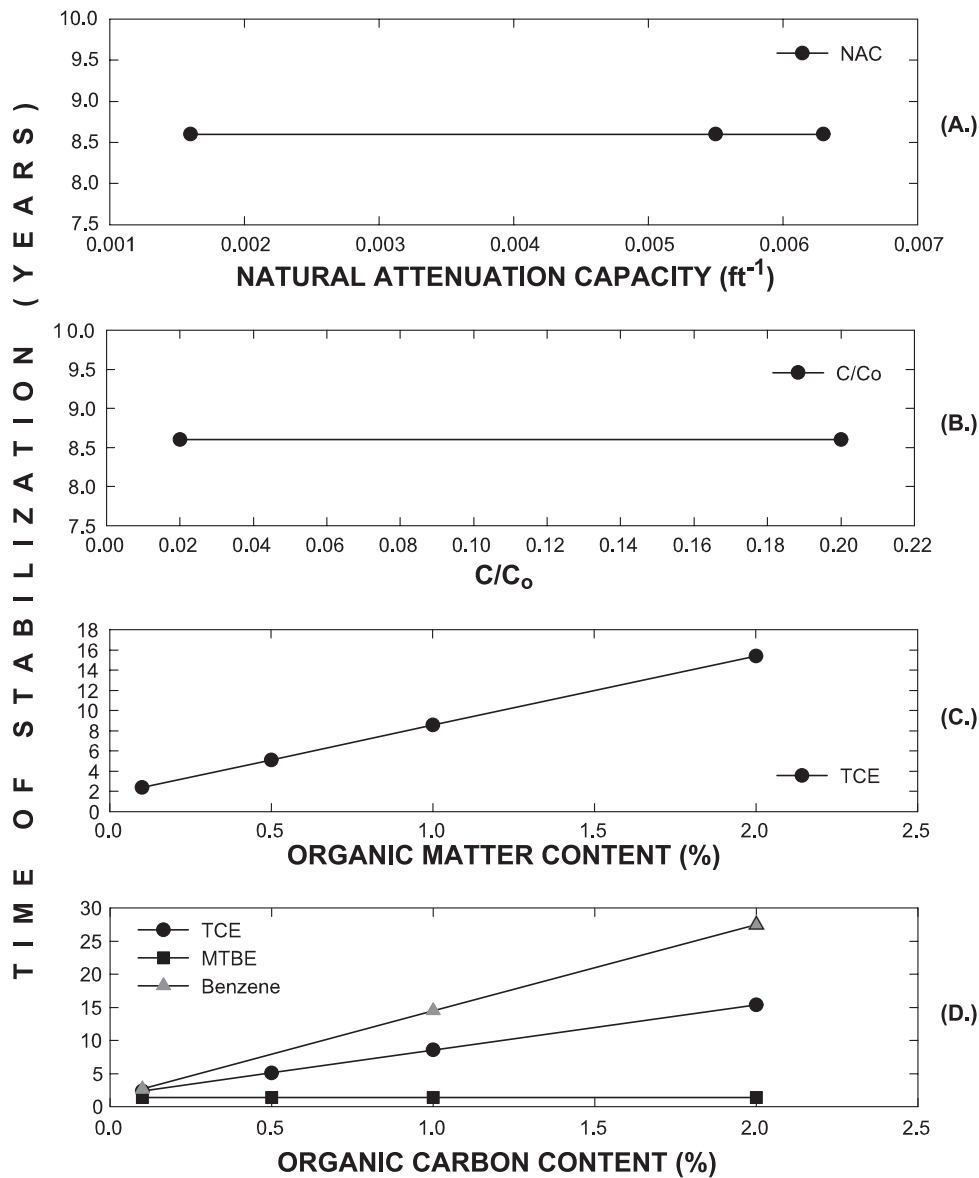 TIME OF STABILIZATION (YEARS)
10.0
9.5
9.0
8.5
8.0
7.5
NAC
(A.)
0.001 0.002 0.003 0.004 0.005 0.006 0.007
NATURAL ATTENUATION CAPACITY (ft-1)
10.0
9.5
9.0
8.5
8.0
7.5
C/Co
(B.)
0.00 0.02 0.04 0.06 0.08 0.10 0.12 0.14 0.16 0.18 0.20 0.22
C/Co
18
16
14
12
10
8
6
4
2
0
TCE
(C.)
0.0 0.5 1.0 1.5 2.0 2.5
ORGANIC MATTER CONTENT (%)
30
25
20
15
10
5
0
TCE
MTBE
Benzene
(D.)
0.0 0.5 1.0 1.5 2.0 2.5
ORGANIC CARBON CONTENT (%)